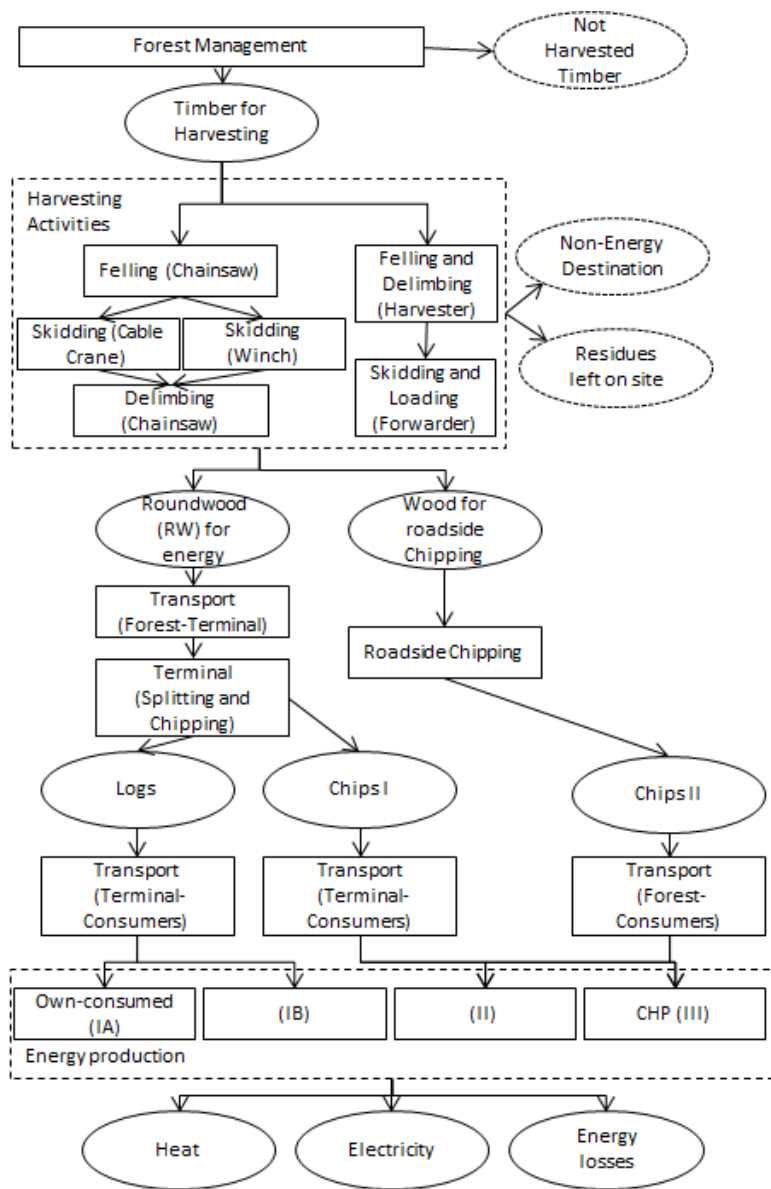 Forest Management
Not
Harvested
Timber
Timber for
Harvesting
Harvesting
Activities
Felling (Chainsaw)
Felling and
Delimbing
(Harvester)
Non-Energy
Destination
Skidding (Cable
Crane)
Skidding
(Winch)
Residues
left on site
Delimbing
(Chainsaw)
Skidding and
Loading
(Forwarder)
Roundwood
(RW) for
energy
Wood for
roadside
Chipping
Transport
(Forest-Terminal)
Roadside Chipping
Terminal
(Splitting and
Chipping)
Logs
Chips I
Chips II
Transport
(Terminal-
Consumers)
Transport
(Terminal-
Consumers)
Transport
(Forest-
Consumers)
Own-consumed
(IA)
(IB)
(II)
CHP (III)
Energy production
Heat
Electricity
Energy
losses